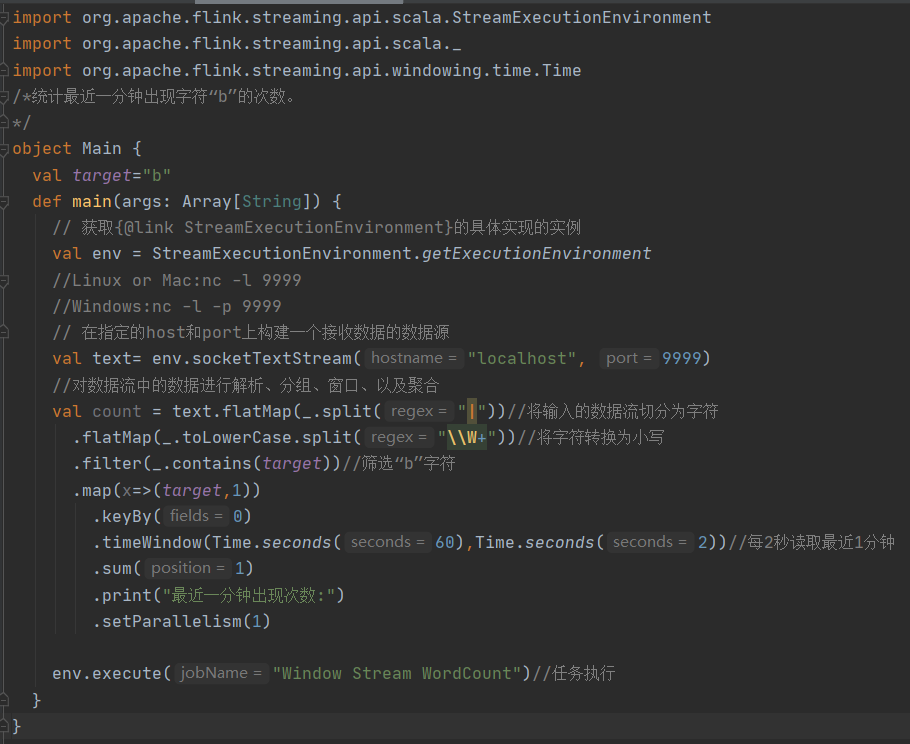 import org.apache.flink.streaming.api.scala.StreamExecutionEnvironment
import org.apache.flink.streaming.api.scala._
import org.apache.flink.streaming.api.windowing.time.Time
/*统计最近一分钟出现字符“b”的次数。
*/
object Main {
  val target="b"
  def main(args: Array[String]) {
    // 获取{@link StreamExecutionEnvironment}的具体实现的实例
    val env = StreamExecutionEnvironment.getExecutionEnvironment
    //Linux or Mac:nc -l 9999
    //Windows:nc -l -p 9999
    // 在指定的host和port上构建一个接收数据的数据源
    val text= env.socketTextStream( hostname = "localhost", port = 9999)
    //对数据流中的数据进行解析、分组、窗口、以及聚合
    val count = text.flatMap(_.split( regex = "|"))//将输入的数据流切分为字符
      .flatMap(_.toLowerCase.split( regex = "\\W+"))//将字符转换为小写
      .filter(_.contains(target))//筛选“b”字符
      .map(x=>(target,1))
        .keyBy( fields = 0)
        .timeWindow(Time.seconds( seconds = 60),Time.seconds( seconds = 2))//每2秒读取最近1分钟
        .sum( position = 1)
        .print("最近一分钟出现次数:")
        .setParallelism(1)
    env.execute( jobName = "Window Stream WordCount")//任务执行
  }
}